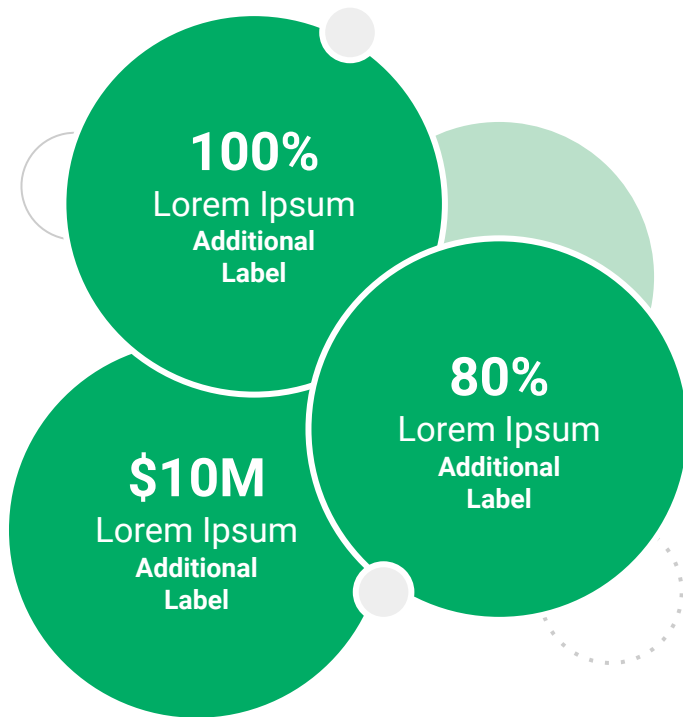 100%
Lorem Ipsum
Additional
Label
80%
Lorem Ipsum
Additional
Label
$10M
Lorem Ipsum
Additional
Label